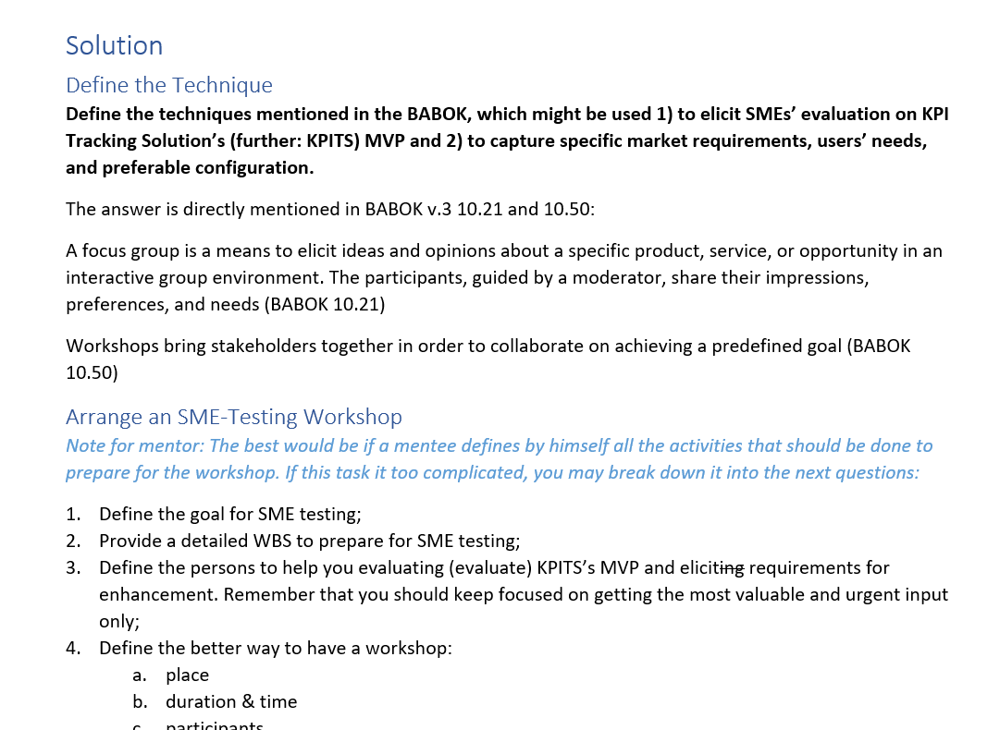 Solution
Define the Technique
Define the techniques mentioned in the BABOK, which might be used 1) to elicit SMEs’ evaluation on KPI
Tracking Solution’s (further: KPITS) MVP and 2) to capture specific market requirements, users’ needs,
and preferable configuration.
The answer is directly mentioned in BABOK v.3 10.21 and 10.50:
A focus group is a means to elicit ideas and opinions about a specific product, service, or opportunity in an
interactive group environment. The participants, guided by a moderator, share their impressions,
preferences, and needs (BABOK 10.21)
Workshops bring stakeholders together in order to collaborate on achieving a predefined goal (BABOK
10.50)
Arrange an SME-Testing Workshop
Note for mentor: The best would be if a mentee defines by himself all the activities that should be done to
prepare for the workshop. If this task it too complicated, you may break down it into the next questions:
1. Define the goal for SME testing;
2. Provide a detailed WBS to prepare for SME testing;
3. Define the persons to help you evaluating (evaluate) KPITS’s MVP and eliciting requirements for
enhancement. Remember that you should keep focused on getting the most valuable and urgent input
only;
4. Define the better way to have a workshop:
a. place
b. duration & time
c. participants